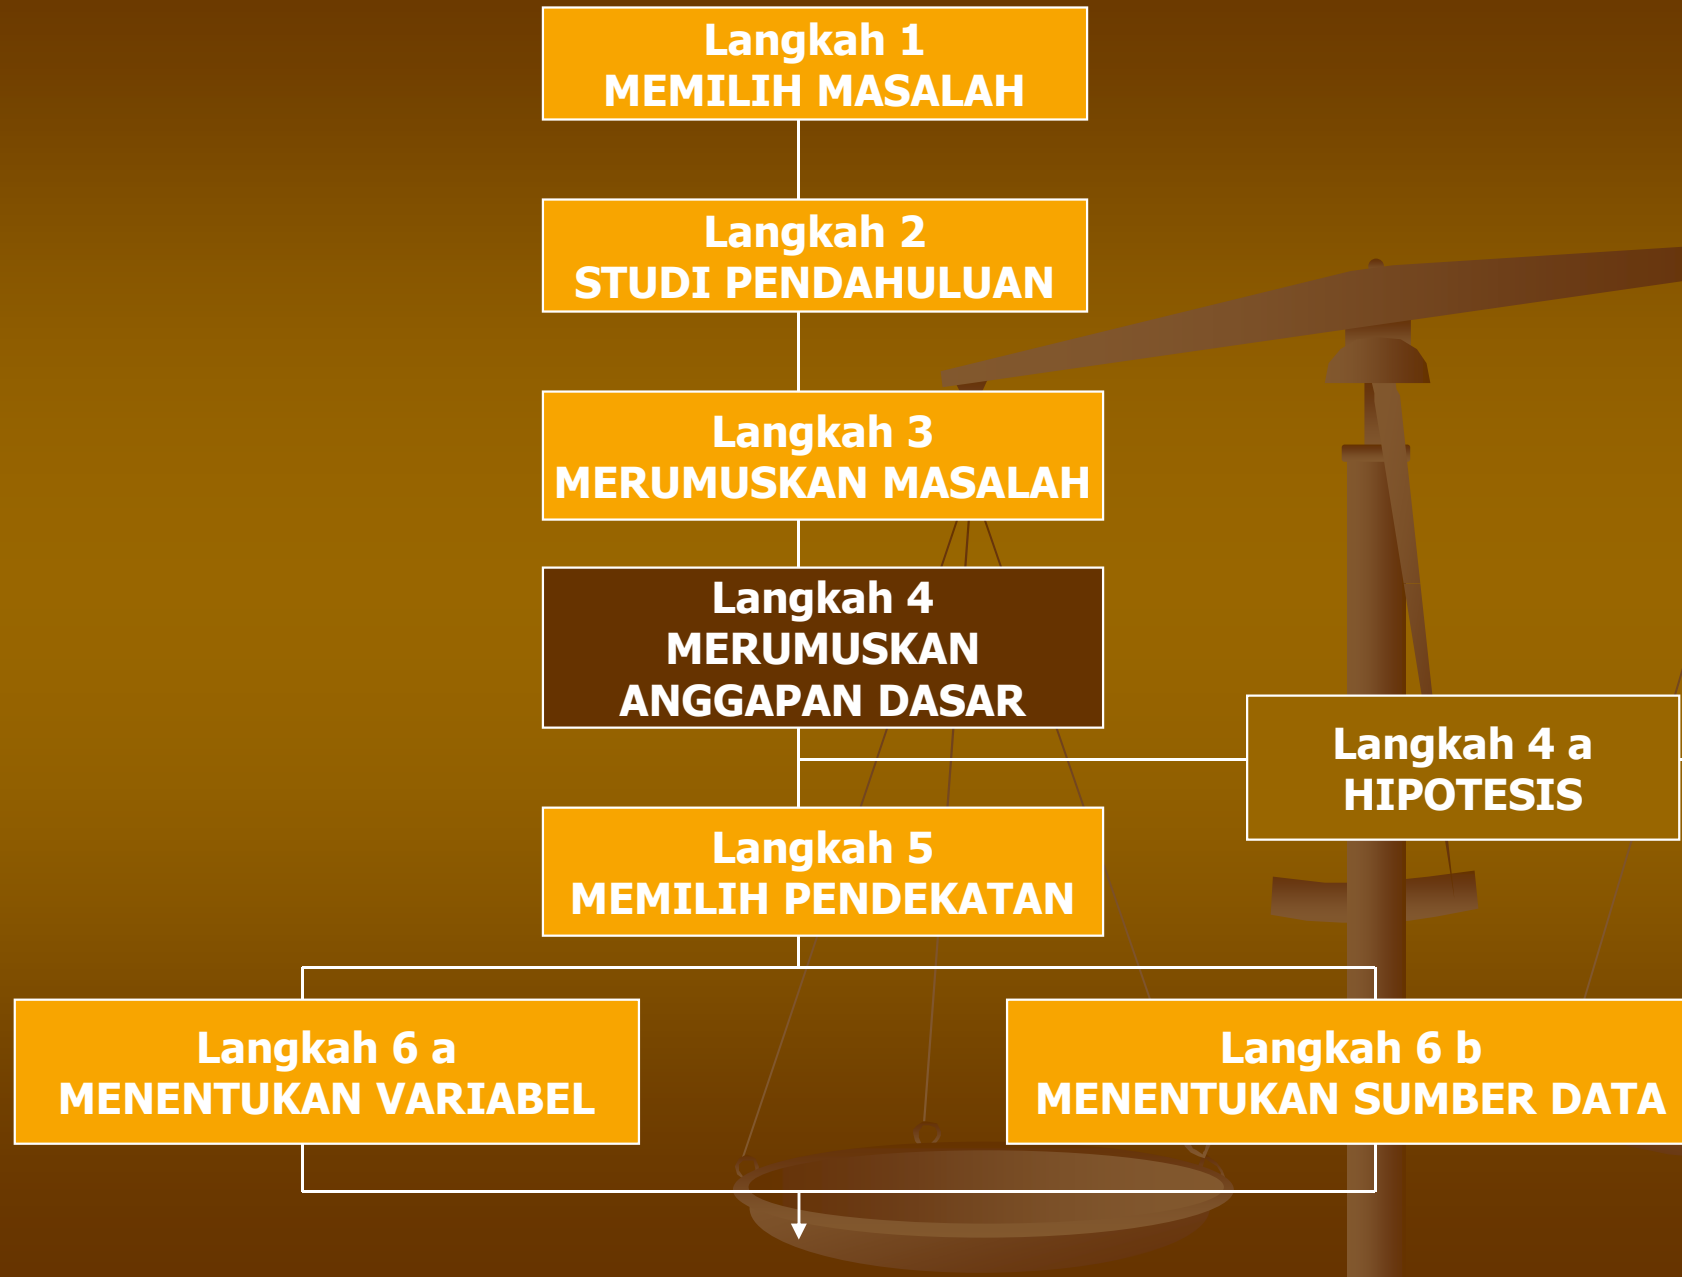 Langkah 1
MEMILIH MASALAH
Langkah 2
STUDI PENDAHULUAN
Langkah 3
MERUMUSKAN MASALAH
Langkah 4
MERUMUSKAN
ANGGAPAN DASAR
Langkah 4 a
HIPOTESIS
Langkah 5
MEMILIH PENDEKATAN
Langkah 6 a
MENENTUKAN VARIABEL
Langkah 6 b
MENENTUKAN SUMBER DATA